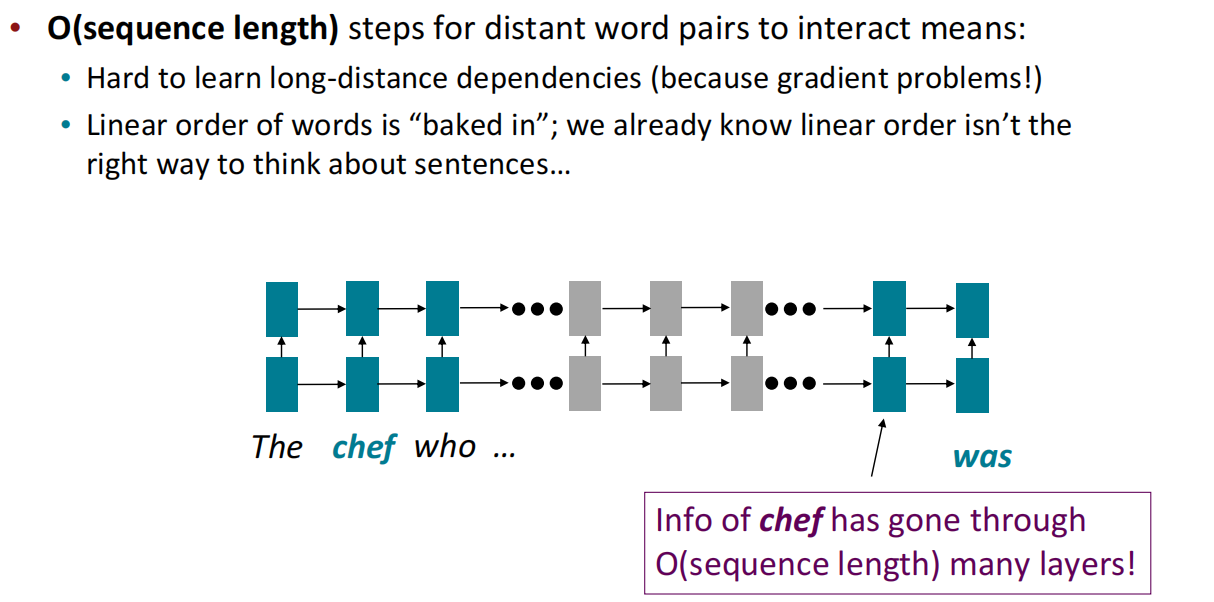 • O(sequence length) steps for distant word pairs to interact means:
• Hard to learn long-distance dependencies (because gradient problems!)
• Linear order of words is “baked in”; we already know linear order isn’t the
right way to think about sentences…
The chef who …
was
Info of chef has gone through
O(sequence length) many layers!